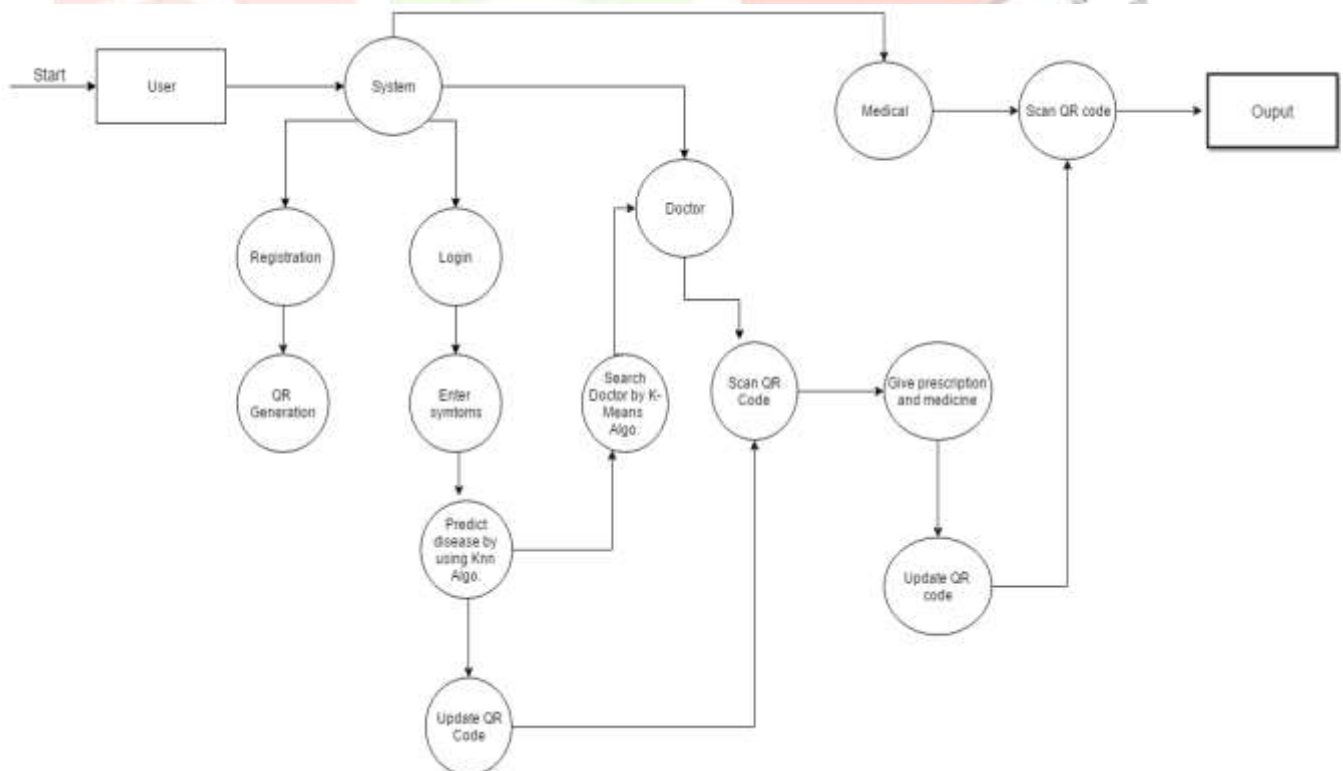 Start
User
System
Medical
Scan QR code
Ouput
Doctor
Registration
Login
QR
Generation
Enter
symtoms
Search
Doctor by K-
Means
Algo.
Scan QR
Code
Give prescription
and medicine
Predict
disease by
using Knn
Algo.
Update QR
code
Update QR
Code